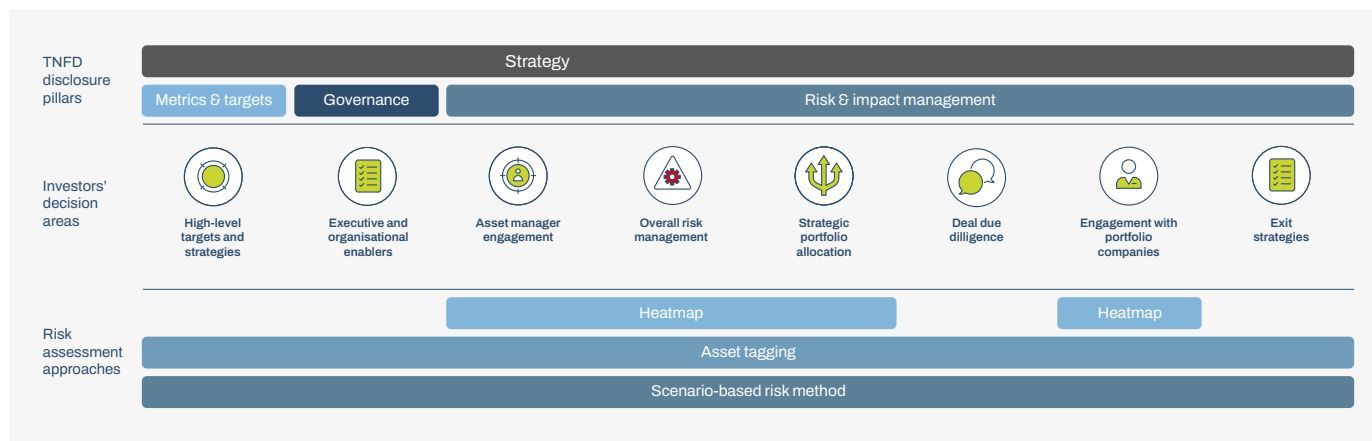 TNFD
disclosure
pillars
Strategy
Metrics & targets
Governance
Risk & impact management
Investors’
decision
areas
High-level
targets and
strategies
Executive and
organisational
enablers
Asset manager
engagement
Overall risk
management
Strategic
portfolio
allocation
Deal due
dilligence
Engagement with
portfolio
companies
Exit
strategies
Risk
assessment
approaches
Heatmap
Heatmap
Asset tagging
Scenario-based risk method